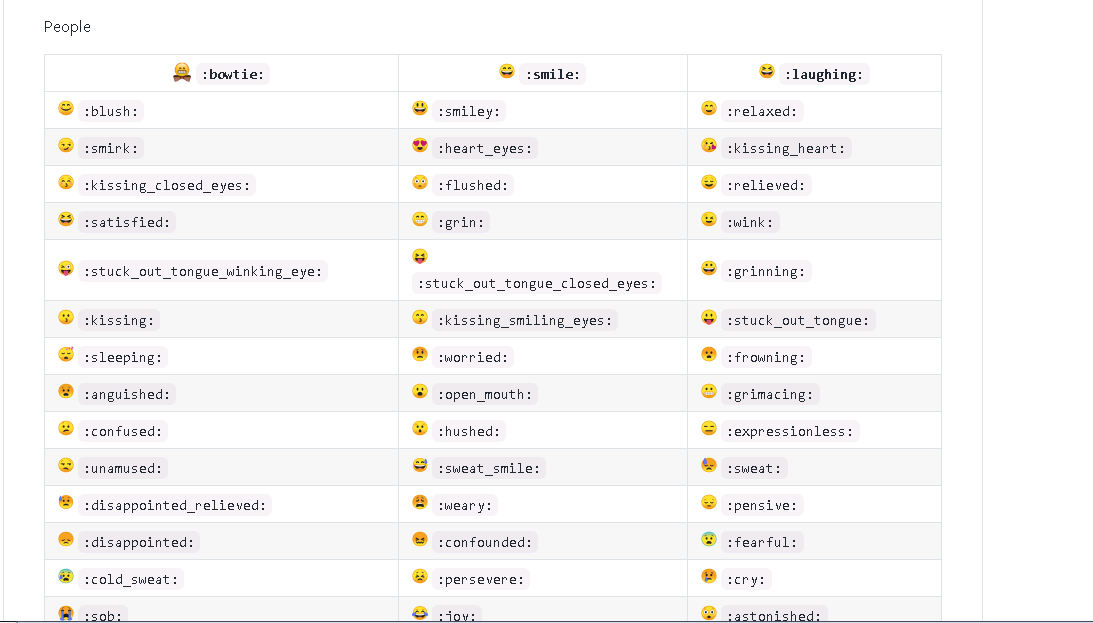 People
:bowtie: :smile: :laughing:
:blush: :smiley: :relaxed:
:smirk: :heart_eyes: :kissing_heart:
:kissing_closed_eyes: :flushed: :relieved:
:satisfied: :grin: :wink:
:stuck_out_tongue_winking_eye: :stuck_out_tongue_closed_eyes: :grinning:
:kissing: :kissing_smiling_eyes: :stuck_out_tongue:
:sleeping: :worried: :frowning:
:anguished: :open_mouth: :grimacing:
:confused: :hushed: :expressionless:
:unamused: :sweat_smile: :sweat:
:disappointed_relieved: :weary: :pensive:
:disappointed: :confounded: :fearful:
:cold_sweat: :persevere: :cry:
:sob: :joy: :astonished: